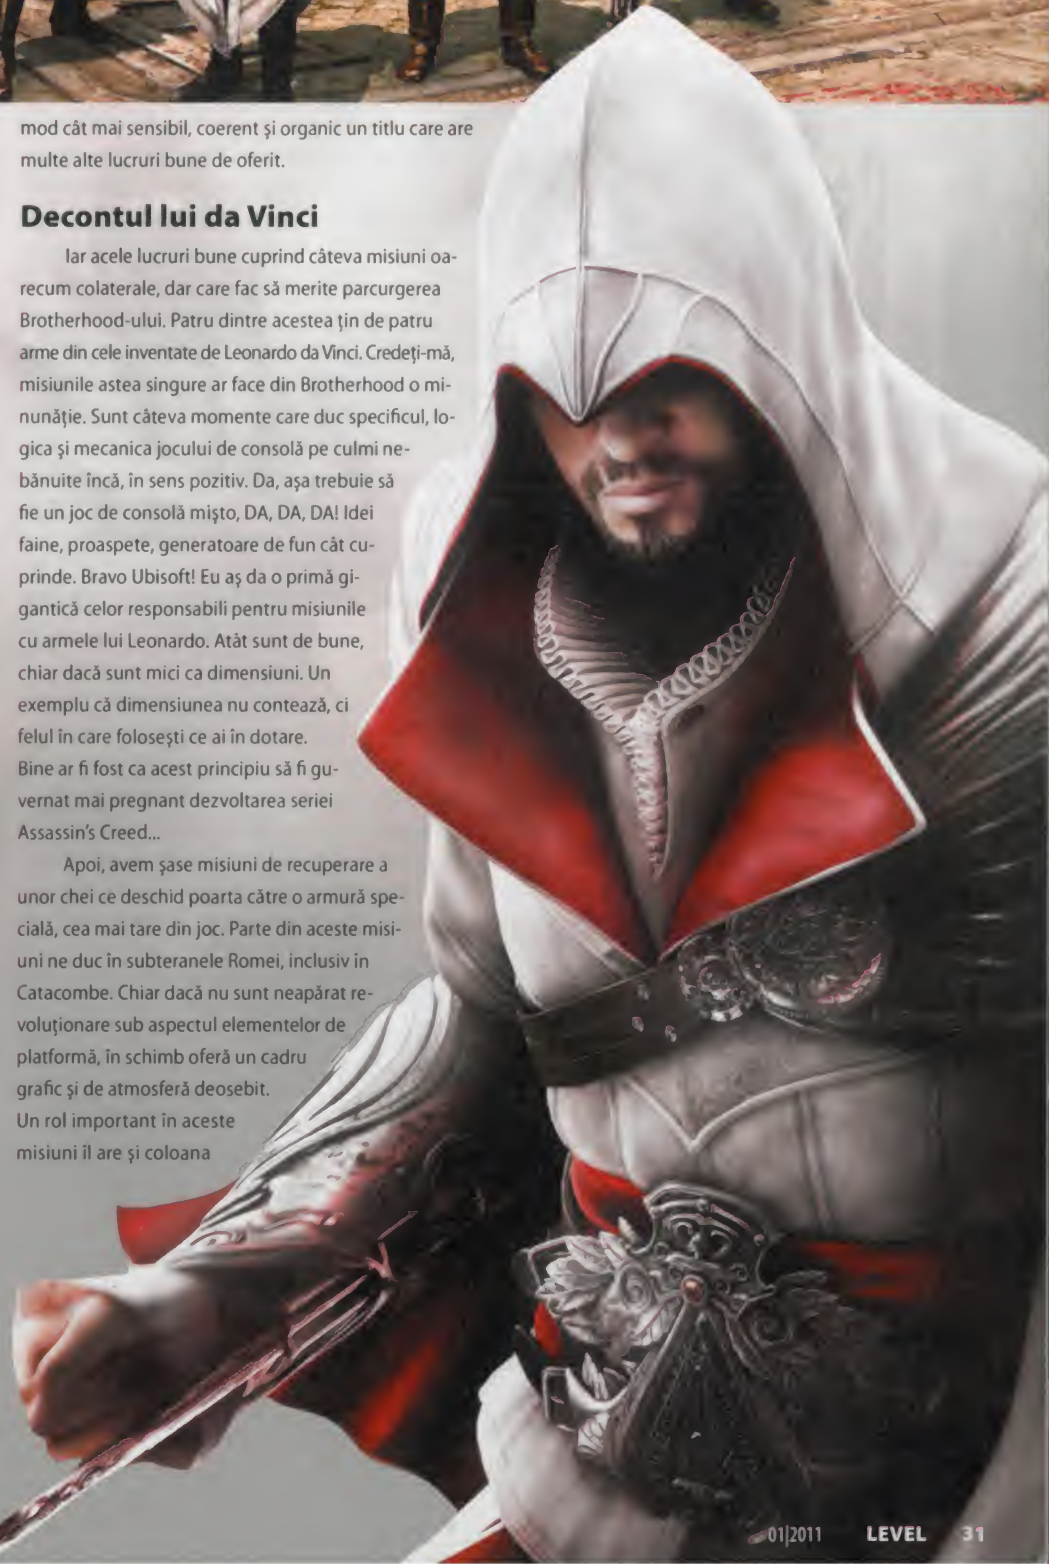 mod cât mai sensibil, coerent şi organic un titlu care are
multe alte lucruri bune de oferit.
Decontul lui da Vinci
Iar acele lucruri bune cuprind câteva misiuni oa-
recum colaterale, dar care fac să merite parcurgerea
Brotherhood-ului. Patru dintre acestea ţin de patru
arme din cele inventate de Leonardo da Vinci. Credeţi-mă,
misiunile astea singure ar face din Brotherhood o mi-
nunăţie. Sunt câteva momente care duc specificul, lo-
gica şi mecanica jocului de consolă pe culmi ne-
bănuite încă, în sens pozitiv. Da, aşa trebuie să
fie un joc de consolă mişto, DA, DA, DA! Idei
faine, proaspete, generatoare de fun cât cu-
prinde. Bravo Ubisoft! Eu aş da o primă gi-
gantică celor responsabili pentru misiunile
cu armele lui Leonardo. Atât sunt de bune,
chiar dacă sunt mici ca dimensiuni. Un
exemplu că dimensiunea nu contează, ci
felul în care foloseşti ce ai în dotare.
Bine ar fi fost ca acest principiu să fi gu-
vernat mai pregnant dezvoltarea seriei
Assassin's Creed...
Apoi, avem şase misiuni de recuperare a
unor chei ce deschid poarta către o armură spe-
cială, cea mai tare din joc. Parte din aceste misi-
uni ne duc în subteranele Romei, inclusiv în
Catacombe. Chiar dacă nu sunt neapărat re-
voluţionare sub aspectul elementelor de
platformă, în schimb oferă un cadru
grafic şi de atmosferă deosebit.
Un rol important în aceste
misiuni îl are şi coloana
01|2011 LEVEL 31